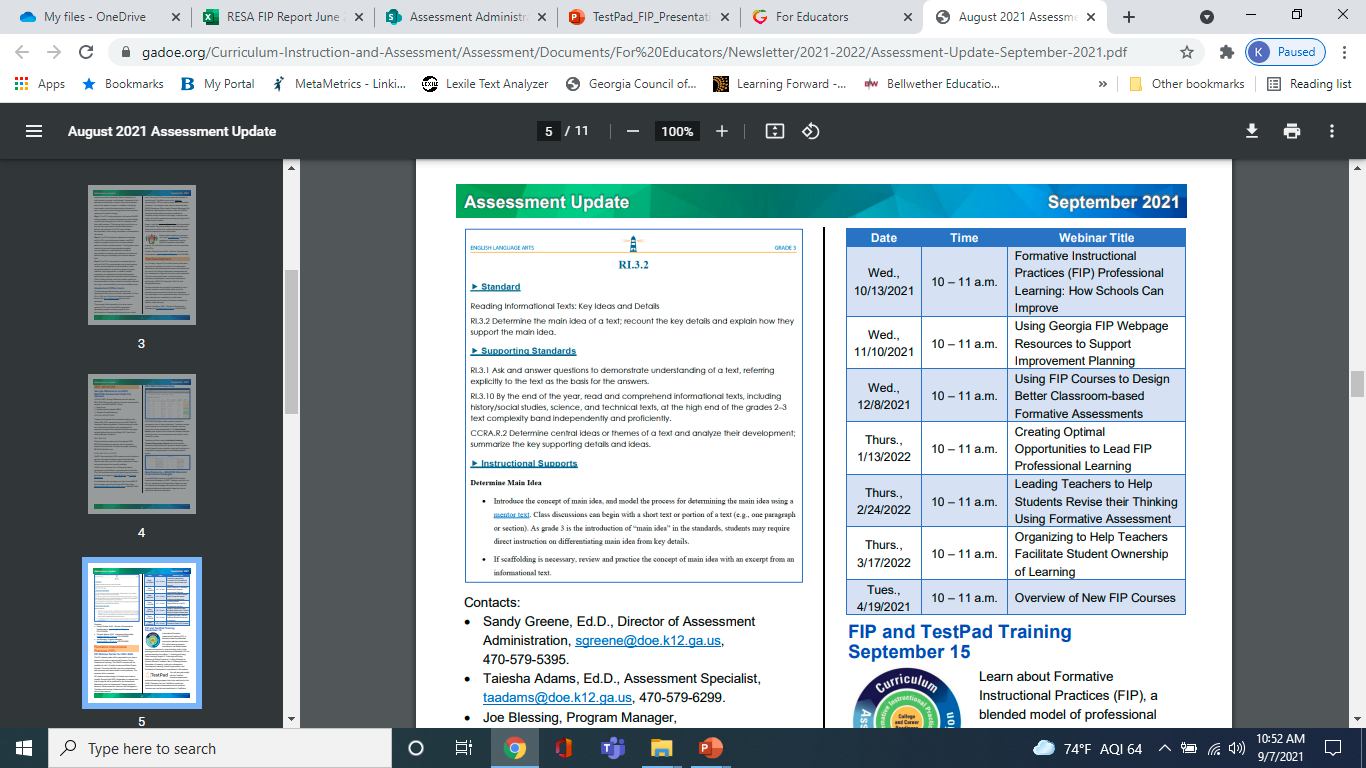 My files - OneDrive
RESA FIP Report June
Assessment Administr
TestPad_FIP_Presentati
For Educators
August 2021 Assessme
gadoe.org/Curriculum-Instruction-and-Assessment/Assessment/Documents/For%20Educators/Newsletter/2021-2022/Assessment-Update-September-2021.pdf
K Paused
Apps
Bookmarks
My Portal
MetaMetrics - Linki...
Lexile Text Analyzer
Georgia Council of...
Learning Forward -...
Bellwether Educatio...
»
Other bookmarks
Reading list
August 2021 Assessment Update
5 / 11
100%
3
4
5
Assessment Update September 2021
ENGLISH LANGUAGE ARTS GRADE 3
RI.3.2
Standard
Reading Informational Texts: Key Ideas and Details
RI.3.2 Determine the main idea of a text; recount the key details and explain how they
support the main idea.
Supporting Standards
RI.3.1 Ask and answer questions to demonstrate understanding of a text, referring
explicitly to the text as the basis for the answers.
RI.3.10 By the end of the year, read and comprehend informational texts, including
history/social studies, science, and technical texts, at the high end of the grades 2–3
text complexity band independently and proficiently.
CCRA.R.2 Determine central ideas or themes of a text and analyze their development;
summarize the key supporting details and ideas.
Instructional Supports
Determine Main Idea
• Introduce the concept of main idea, and model the process for determining the main idea using a
mentor text. Class discussions can begin with a short text or portion of a text (e.g., one paragraph
or section). As grade 3 is the introduction of “main idea” in the standards, students may require
direct instruction on differentiating main idea from key details.
• If scaffolding is necessary, review and practice the concept of main idea with an excerpt from an
informational text.
Contacts:
• Sandy Greene, Ed.D., Director of Assessment
Administration, sgreene@doe.k12.ga.us,
470-579-5395.
• Taiesha Adams, Ed.D., Assessment Specialist,
taadams@doe.k12.ga.us, 470-579-6299.
• Joe Blessing, Program Manager,
Date Time Webinar Title
Wed.,
10/13/2021
10 – 11 a.m.
Formative Instructional
Practices (FIP) Professional
Learning: How Schools Can
Improve
Wed.,
11/10/2021
10 – 11 a.m.
Using Georgia FIP Webpage
Resources to Support
Improvement Planning
Wed.,
12/8/2021
10 – 11 a.m.
Using FIP Courses to Design
Better Classroom-based
Formative Assessments
Thurs.,
1/13/2022
10 – 11 a.m.
Creating Optimal
Opportunities to Lead FIP
Professional Learning
Thurs.,
2/24/2022
10 – 11 a.m.
Leading Teachers to Help
Students Revise their Thinking
Using Formative Assessment
Thurs.,
3/17/2022
10 – 11 a.m.
Organizing to Help Teachers
Facilitate Student Ownership
of Learning
Tues.,
4/19/2021
10 – 11 a.m.
Overview of New FIP Courses
FIP and TestPad Training
September 15
Curriculum
College and Career
Learn about Formative
Instructional Practices (FIP), a
blended model of professional
Type here to search
74°F AQI 64
10:52 AM
9/7/2021